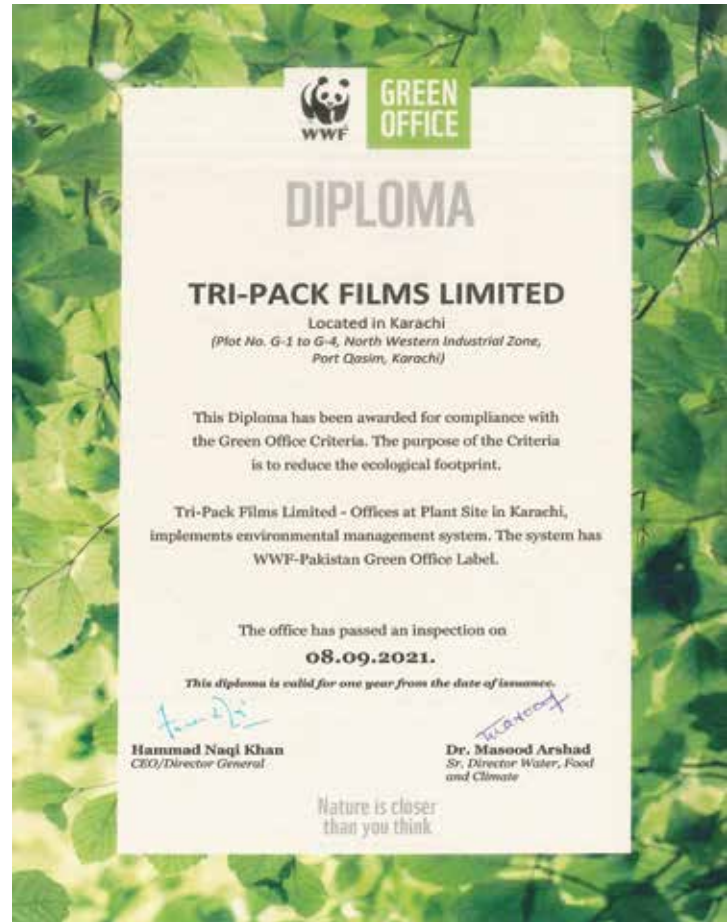 WWF
GREEN
OFFICE
DIPLOMA
TRI-PACK FILMS LIMITED
Located in Karachi
(Plot No. G-1 to G-4, North Western Industrial Zone,
Port Qasim, Karachi)
This Diploma has been awarded for compliance with
the Green Office Criteria. The purpose of the Criteria
is to reduce the ecological footprint.
Tri-Pack Films Limited - Offices at Plant Site in Karachi,
implements environmental management system. The system has
WWF-Pakistan Green Office Label.
The office has passed an inspection on
08.09.2021.
This diploma is valid for one year from the date of issuance.
Hammad Naqi Khan
CEO/Director General
Masood
Dr. Masood Arshad
Sr. Director Water, Food
and Climate
Nature is closer
than you think